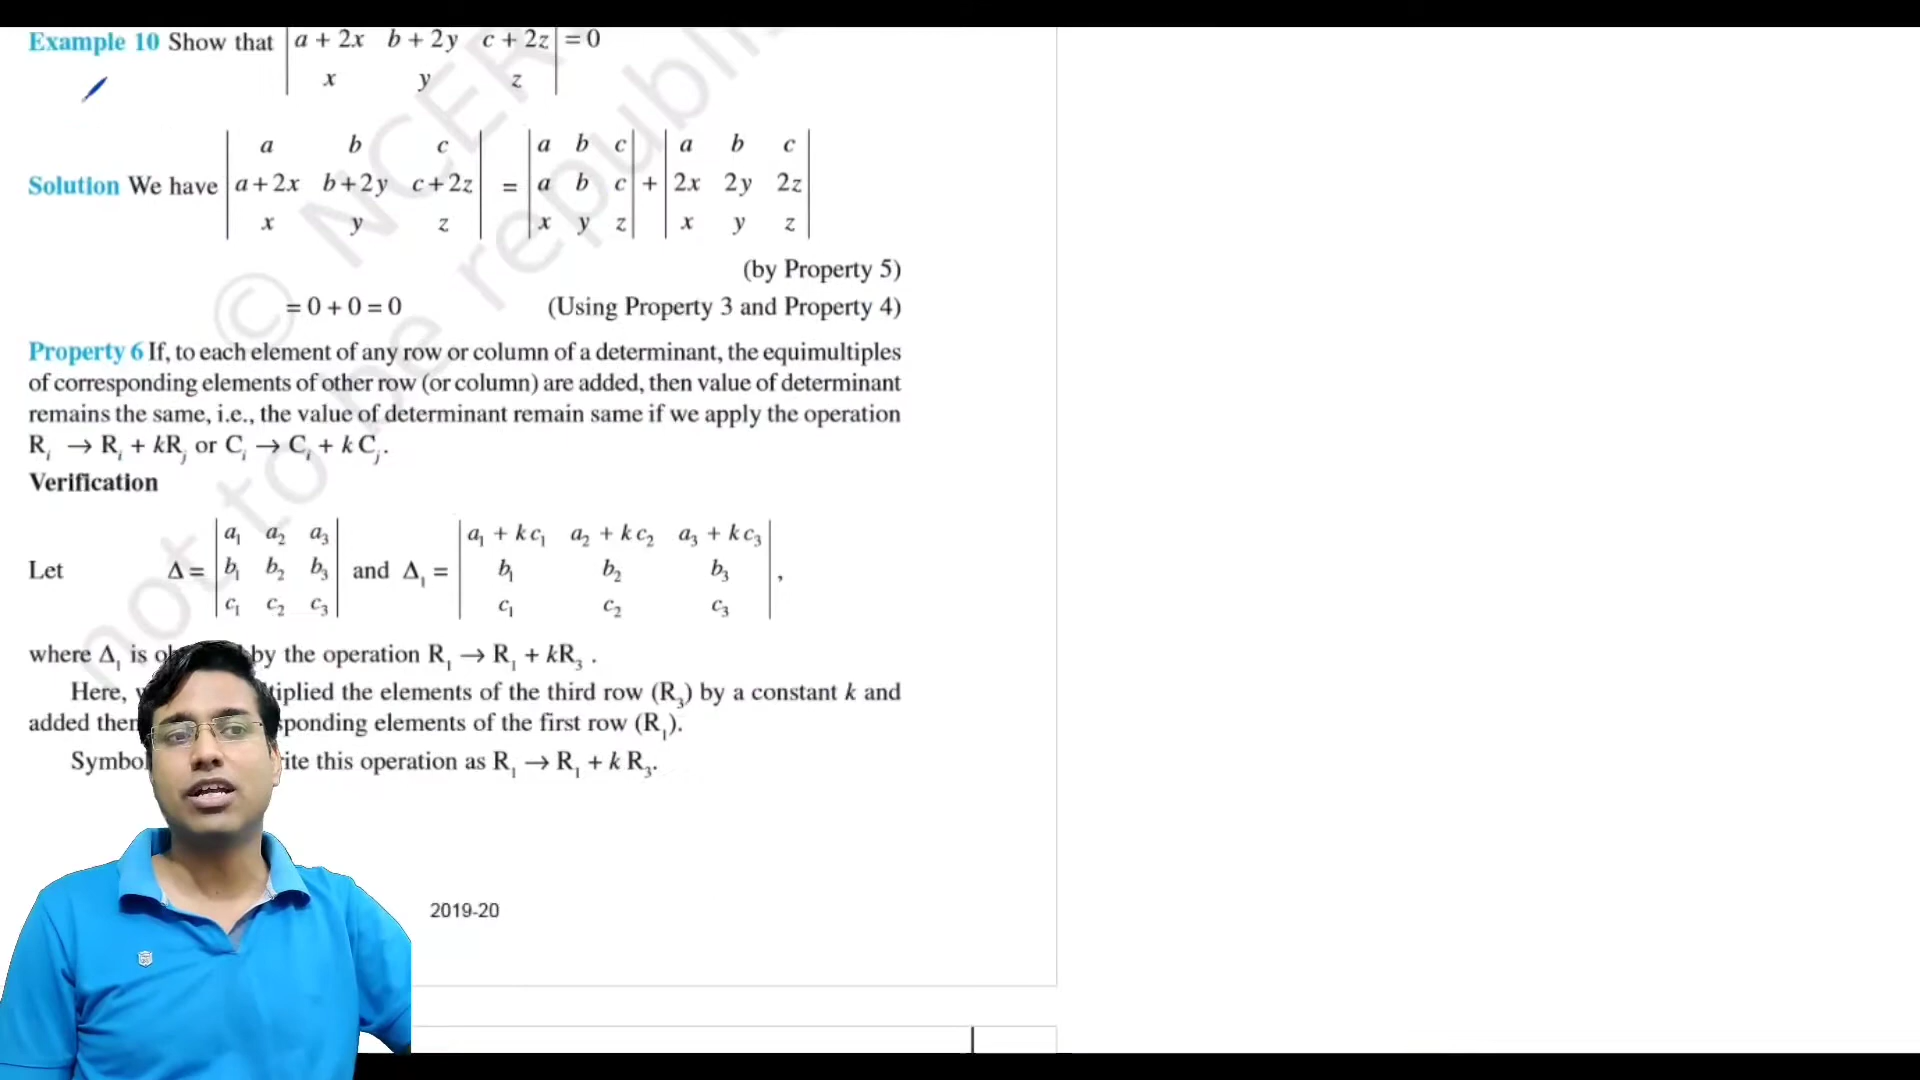 Example 10 Show that | a + 2x b + 2y c + 2z | = 0
x y z
a b c a b c a b c
Solution We have | a + 2x b + 2y c + 2z | = | a b c | + | 2x 2y 2z |
x y z x y z x y z
(by Property 5)
= 0 + 0 = 0 (Using Property 3 and Property 4)
Property 6 If, to each element of any row or column of a determinant, the equimultiples
of corresponding elements of other row (or column) are added, then value of determinant
remains the same, i.e., the value of determinant remain same if we apply the operation
Rᵢ → Rᵢ + kRⱼ or Cᵢ → Cᵢ + k Cⱼ.
Verification
a₁ a₂ a₃ a₁ + k c₁ a₂ + k c₂ a₃ + k c₃
Let Δ = | b₁ b₂ b₃ | and Δ₁ = | b₁ b₂ b₃ | ,
c₁ c₂ c₃ c₁ c₂ c₃
where Δ₁ is by the operation R₁ → R₁ + kR₃ .
Here, the elements of the third row (R₃) by a constant k and
added elements of the first row (R₁).
this operation as R₁ → R₁ + k R₃.
2019-20
© NCER
not to be republi